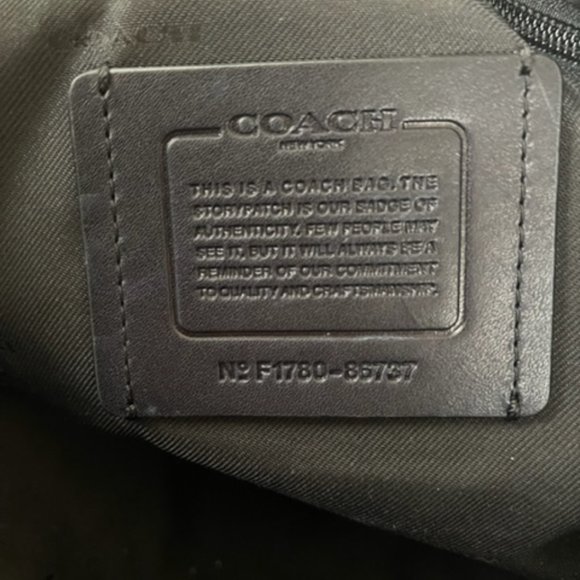 COACH
COACH
NEW YORK
THIS IS A COACH BAG. THE
STORYPATCH IS OUR BADGE OF
AUTHENTICITY. FEW PEOPLE MAY
SEE IT, BUT IT WILL ALWAYS BE A
REMINDER OF OUR COMMITMENT
TO QUALITY AND CRAFTSMANSHIP.
Nº F1780-86737